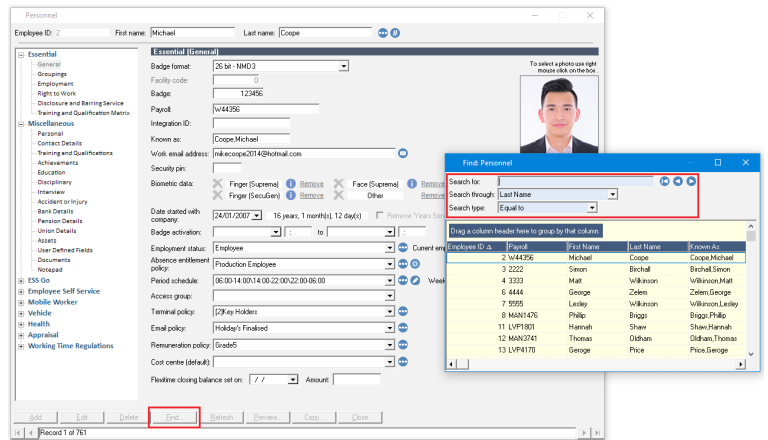 Personnel
Employee ID: 2 First name: Michael Last name: Coope
Essential
General
Groupings
Employment
Right to Work
Disclosure and Barring Service
Training and Qualification Matrix
Miscellaneous
Personal
Contact Details
Training and Qualifications
Achievements
Education
Disciplinary
Interview
Accident or Injury
Bank Details
Pension Details
Union Details
Assets
User Defined Fields
Documents
Notepad
ESS Go
Employee Self Service
Mobile Worker
Vehicle
Health
Appraisal
Working Time Regulations
Essential (General)
Badge format: 26 bit - NMD3
Facility code: 0
Badge: 123456
Payroll: W44356
Integration ID:
Known as: Coope,Michael
Work email address: mikecoope2014@hotmail.com
Security pin:
Biometric data: Finger (Suprema) Remove Face (Suprema) Remove
Finger (SecuGen) Remove Other Remove
Date started with company: 24/01/2007 16 years, 1 month(s), 12 day(s) Remove "Years Serv
Badge activation: : to :
Employment status: Employee Current emp
Absence entitlement policy: Production Employee
Period schedule: 06:00-14:00\14:00-22:00\22:00-06:00 Week
Access group:
Terminal policy: [2]Key Holders
Email policy: Holiday's Finalised
Remuneration policy: Grade5
Cost centre (default):
Flexitime closing balance set on: / / Amount:
To select a photo use right
mouse click on the box.
Add Edit Delete Find... Refresh Preview... Copy... Close
Record 1 of 761
Find: Personnel
Search for:
Search through: Last Name
Search type: Equal to
Drag a column header here to group by that column.
Employee ID Payroll First Name Last Name Known As
2 W44356 Michael Coope Coope,Michael
3 2222 Simon Birchall Birchall,Simon
4 3333 Matt Wilkinson Wilkinson,Matt
6 4444 George Zelem Zelem,George
7 5555 Lesley Wilkinson Wilkinson,Lesley
8 MAN1476 Phillip Briggs Briggs,Phillip
11 LVP1801 Hannah Shaw Shaw,Hannah
12 MAN3741 Thomas Oldham Oldham,Thomas
13 LVP4170 Geroge Price Price,Geroge